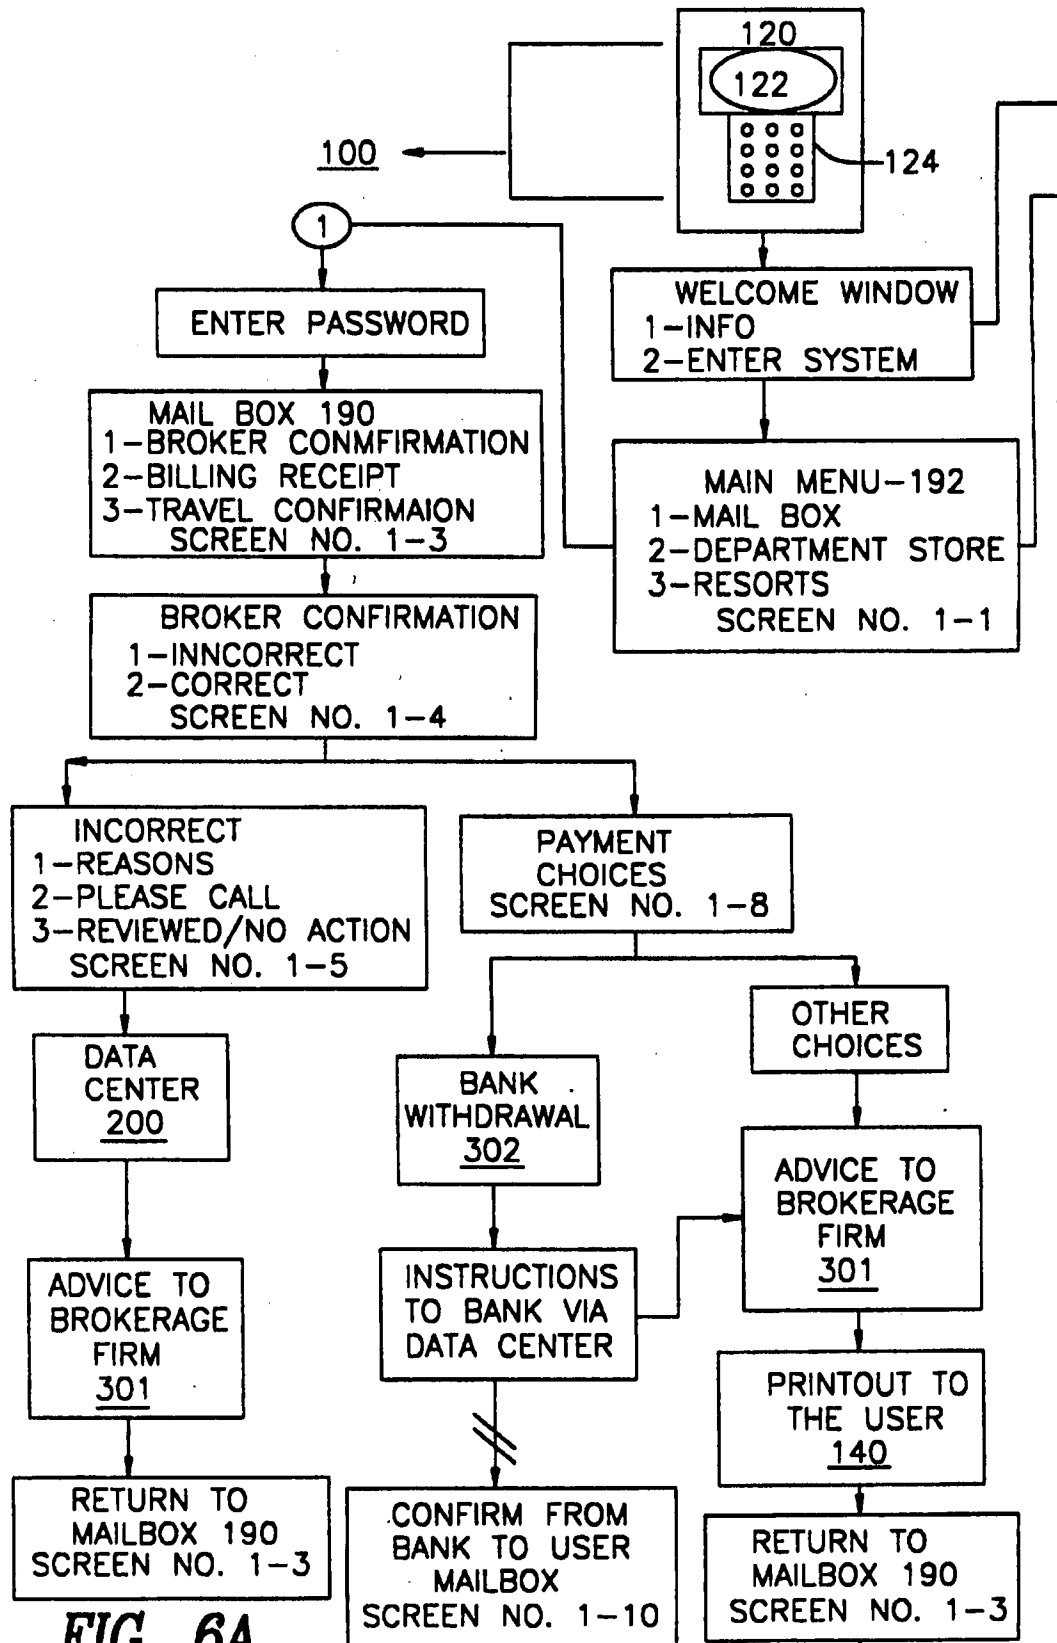 120
122
100
124
1
WELCOME WINDOW
1-INFO
2-ENTER SYSTEM
ENTER PASSWORD
MAIL BOX 190
1-BROKER CONMFIRMATION
2-BILLING RECEIPT
3-TRAVEL CONFIRMAION
SCREEN NO. 1-3
MAIN MENU-192
1-MAIL BOX
2-DEPARTMENT STORE
3-RESORTS
SCREEN NO. 1-1
BROKER CONFIRMATION
1-INNCORRECT
2-CORRECT
SCREEN NO. 1-4
INCORRECT
1-REASONS
2-PLEASE CALL
3-REVIEWED/NO ACTION
SCREEN NO. 1-5
PAYMENT
CHOICES
SCREEN NO. 1-8
OTHER
CHOICES
DATA
CENTER
200
BANK
WITHDRAWAL
302
ADVICE TO
BROKERAGE
FIRM
301
ADVICE TO
BROKERAGE
FIRM
301
INSTRUCTIONS
TO BANK VIA
DATA CENTER
PRINTOUT TO
THE USER
140
RETURN TO
MAILBOX 190
SCREEN NO. 1-3
CONFIRM FROM
BANK TO USER
MAILBOX
SCREEN NO. 1-10
RETURN TO
MAILBOX 190
SCREEN NO. 1-3
FIG. 6A